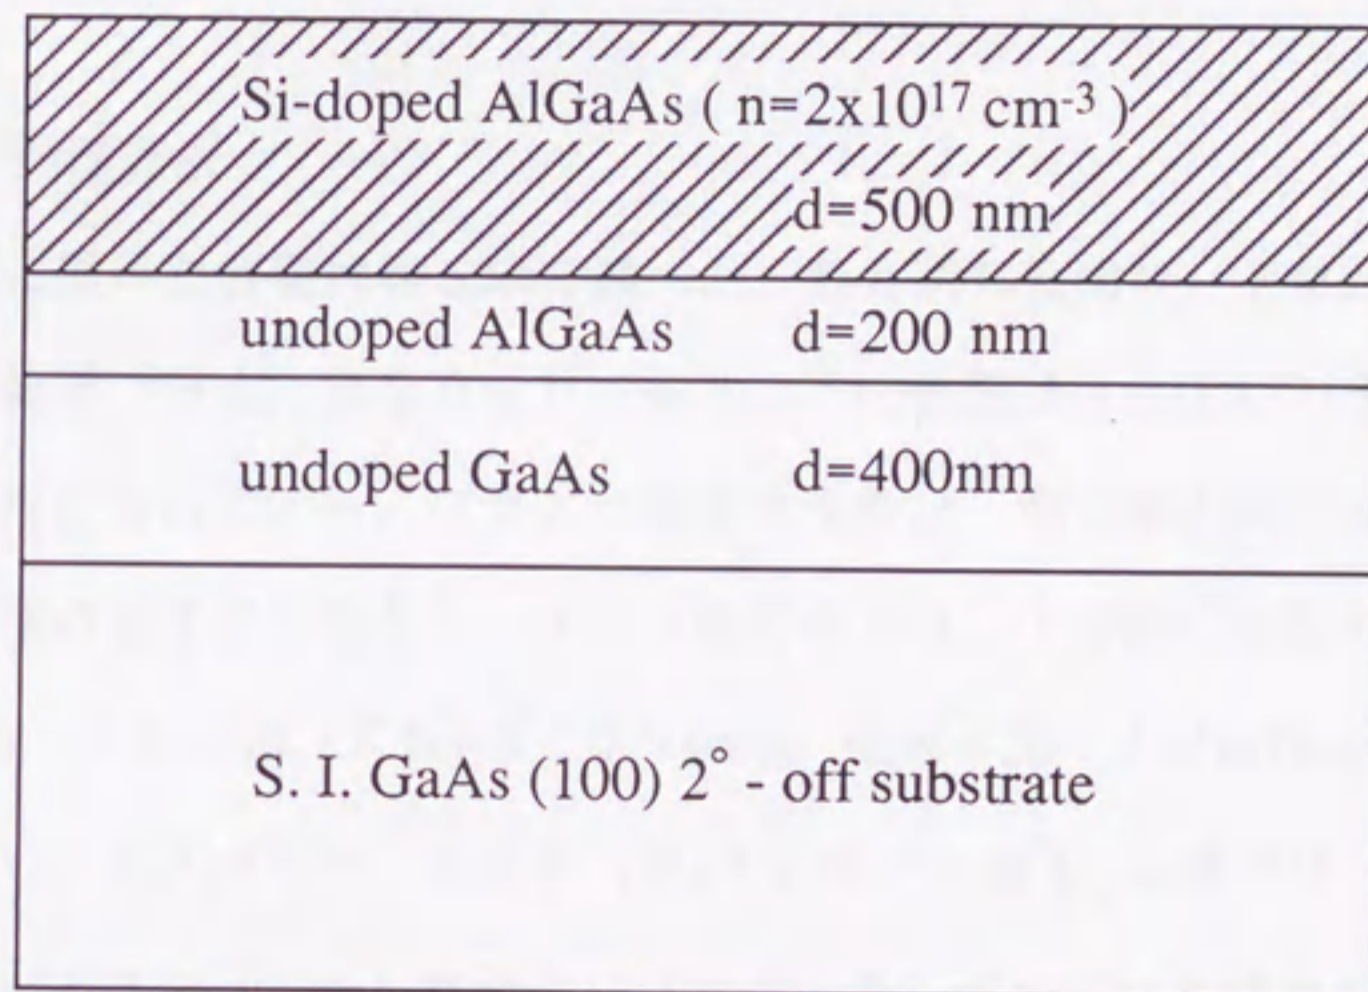 Si-doped AlGaAs ( n=2x10¹⁷ cm⁻³ )
d=500 nm
undoped AlGaAs d=200 nm
undoped GaAs d=400nm
S. I. GaAs (100) 2° - off substrate